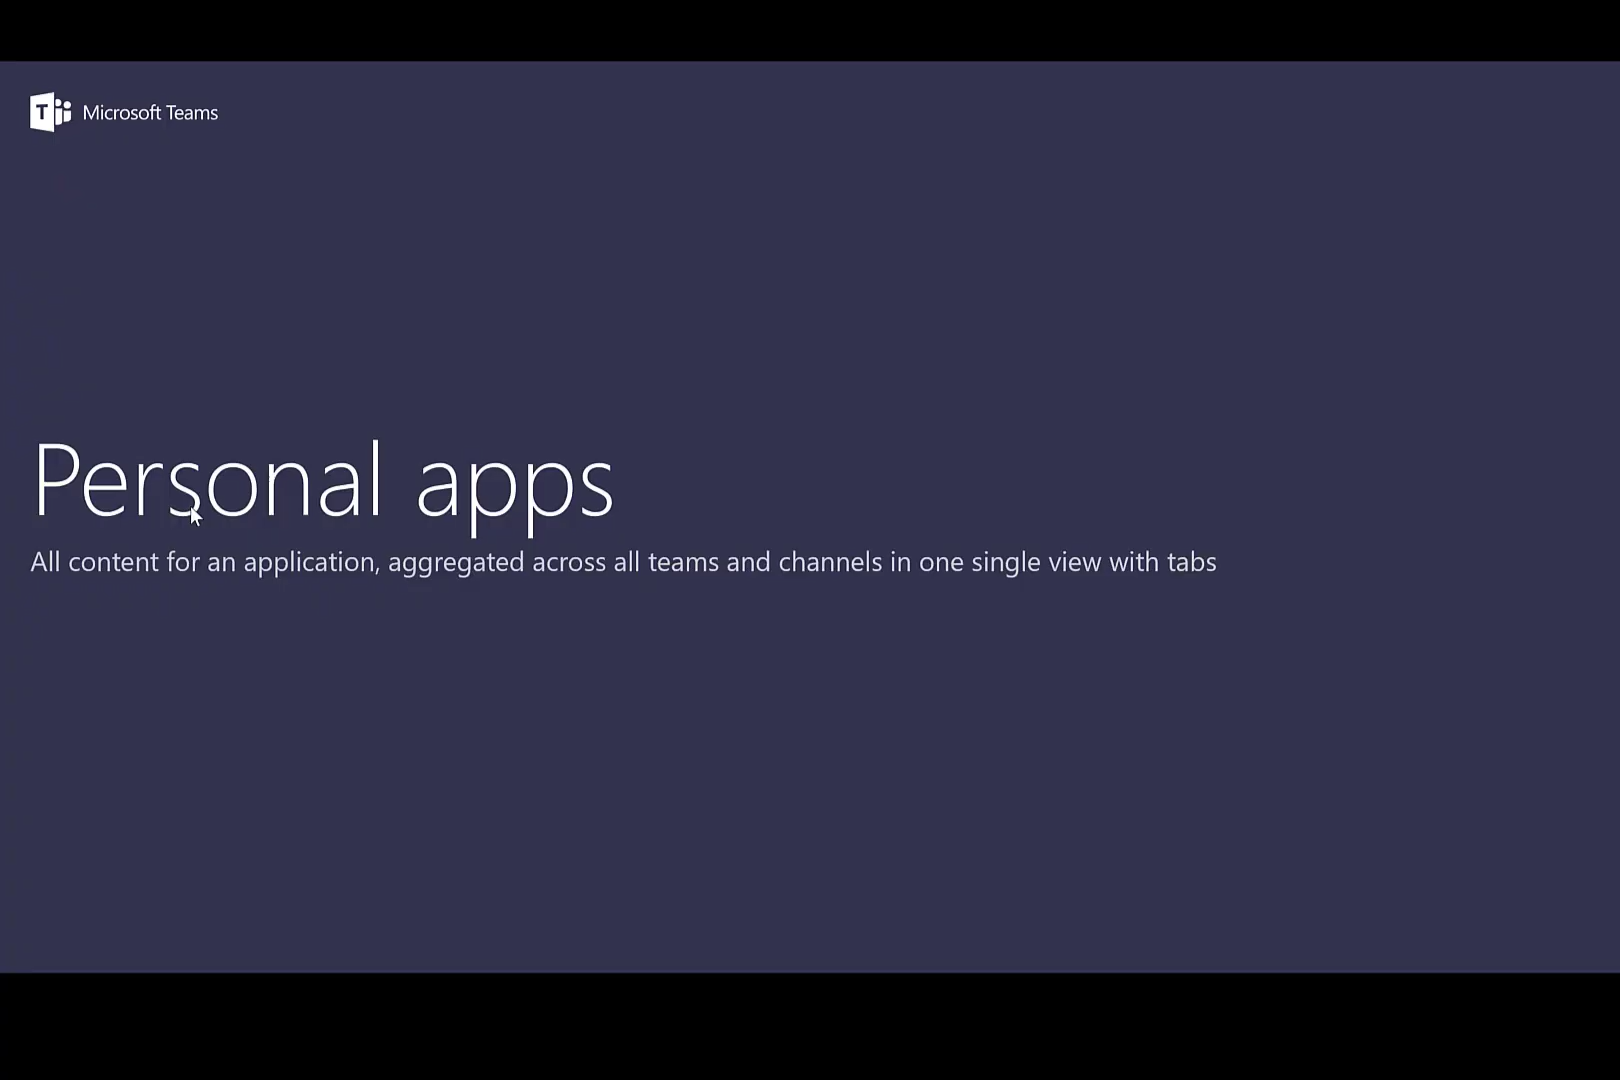 Microsoft Teams
Personal apps
All content for an application, aggregated across all teams and channels in one single view with tabs